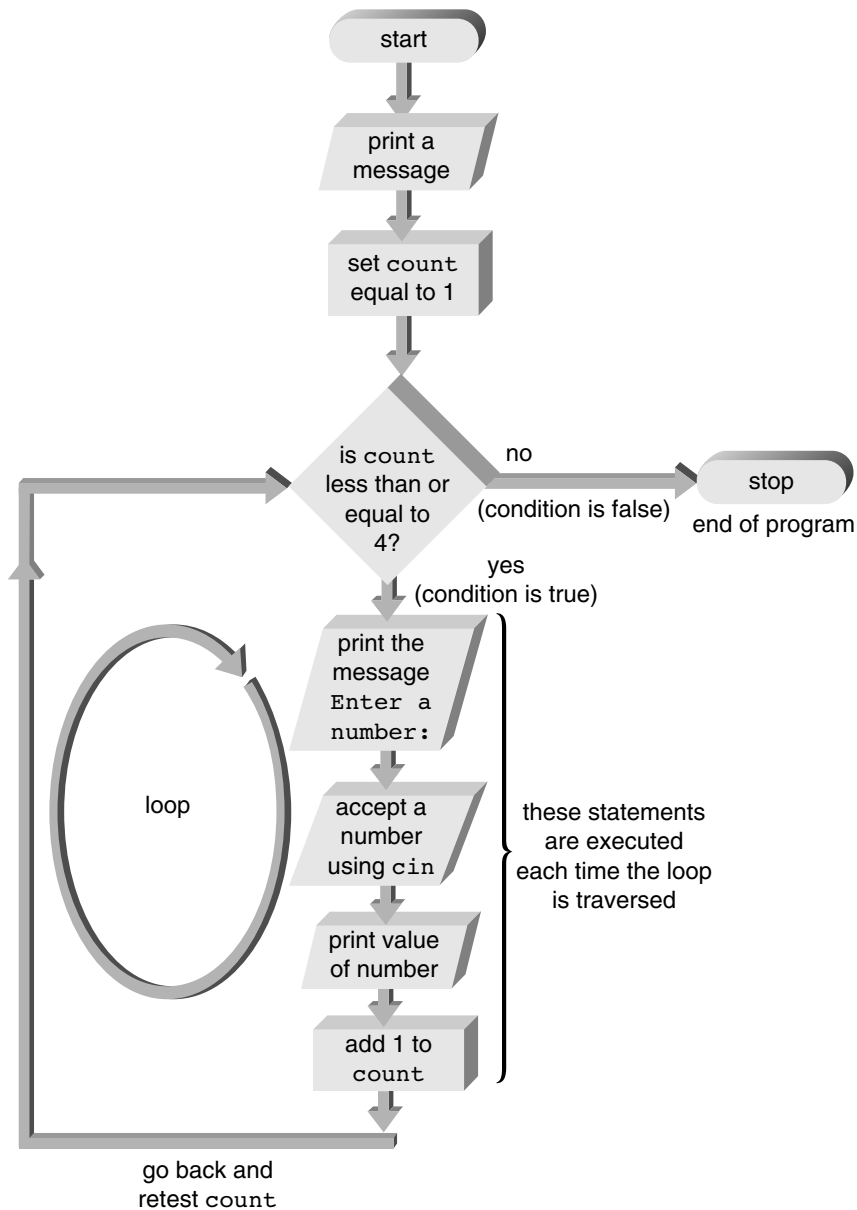 start
print a
message
set count
equal to 1
is count
less than or
equal to
4?
no
(condition is false)
stop
end of program
yes
(condition is true)
print the
message
Enter a
number:
accept a
number
using cin
print value
of number
add 1 to
count
loop
these statements
are executed
each time the loop
is traversed
go back and
retest count